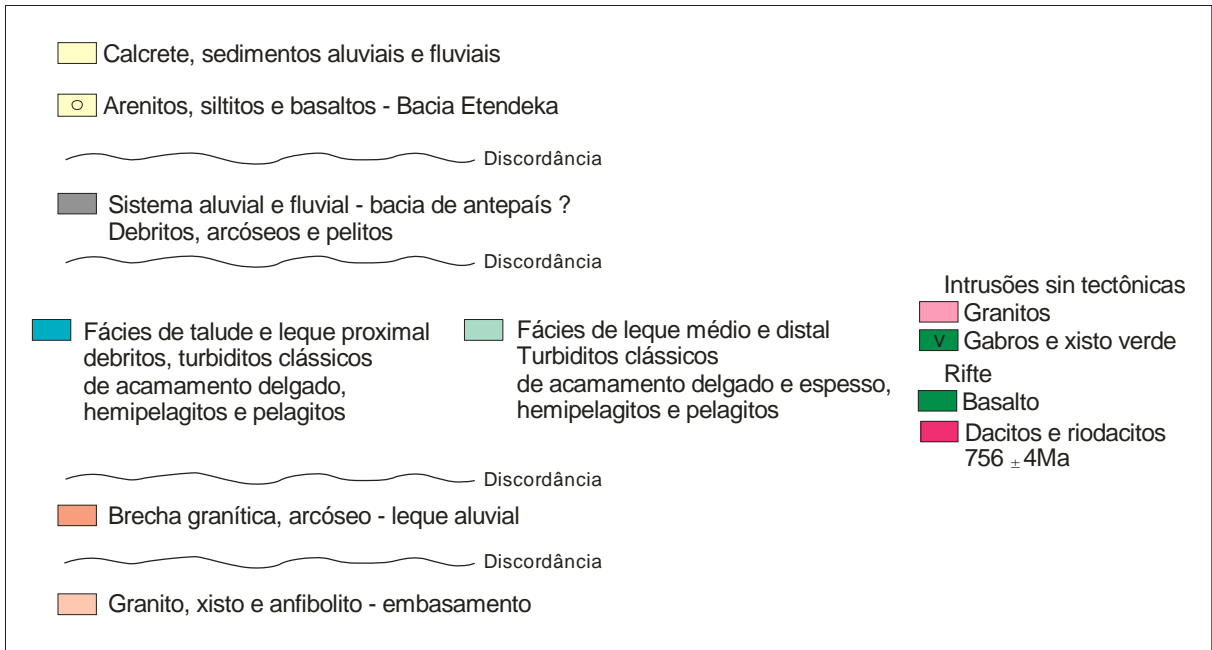 Calcrete, sedimentos aluviais e fluviais
Arenitos, siltitos e basaltos - Bacia Etendeka
Discordância
Sistema aluvial e fluvial - bacia de antepaís ?
Debritos, arcóseos e pelitos
Discordância
Fácies de talude e leque proximal
debritos, turbiditos clássicos
de acamamento delgado,
hemipelagitos e pelagitos
Fácies de leque médio e distal
Turbiditos clássicos
de acamamento delgado e espesso,
hemipelagitos e pelagitos
Discordância
Brecha granítica, arcóseo - leque aluvial
Discordância
Granito, xisto e anfibolito - embasamento
Intrusões sin tectônicas
Granitos
v Gabros e xisto verde
Rifte
Basalto
Dacitos e riodacitos
756 ± 4Ma